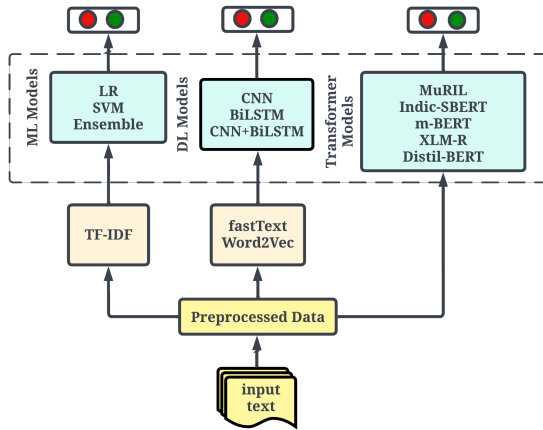 ML Models
LR
SVM
Ensemble
DL Models
CNN
BiLSTM
CNN+BiLSTM
Transformer
Models
MuRIL
Indic-SBERT
m-BERT
XLM-R
Distil-BERT
TF-IDF
fastText
Word2Vec
Preprocessed Data
input
text